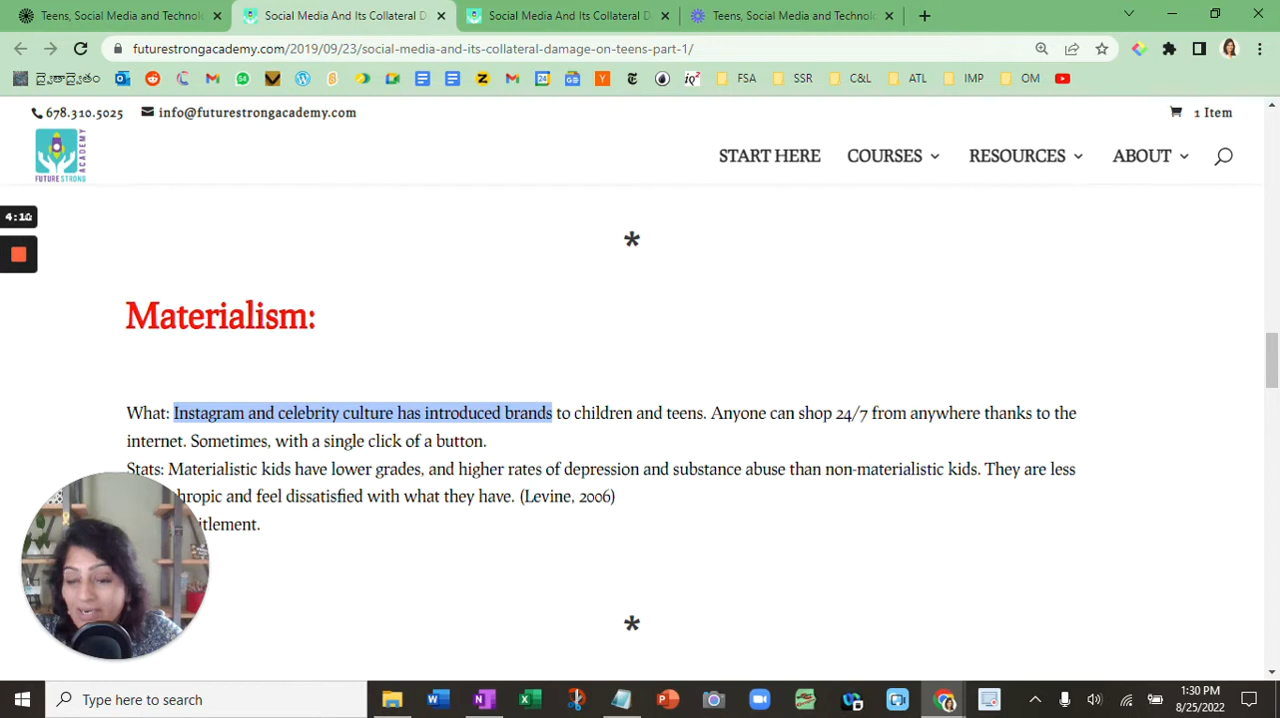 Teens, Social Media and Technol
Social Media And Its Collateral D
Social Media And Its Collateral D
Teens, Social Media and Technol
futurestrongacademy.com/2019/09/23/social-media-and-its-collateral-damage-on-teens-part-1/
FSA
SSR
C&L
ATL
IMP
OM
678.310.5025
info@futurestrongacademy.com
1 Item
FUTURE STRONG
ACADEMY
START HERE
COURSES
RESOURCES
ABOUT
4:10
*
Materialism:
What: Instagram and celebrity culture has introduced brands to children and teens. Anyone can shop 24/7 from anywhere thanks to the
internet. Sometimes, with a single click of a button.
Stats: Materialistic kids have lower grades, and higher rates of depression and substance abuse than non-materialistic kids. They are less
hropic and feel dissatisfied with what they have. (Levine, 2006)
itlement.
*
Type here to search
1:30 PM
8/25/2022